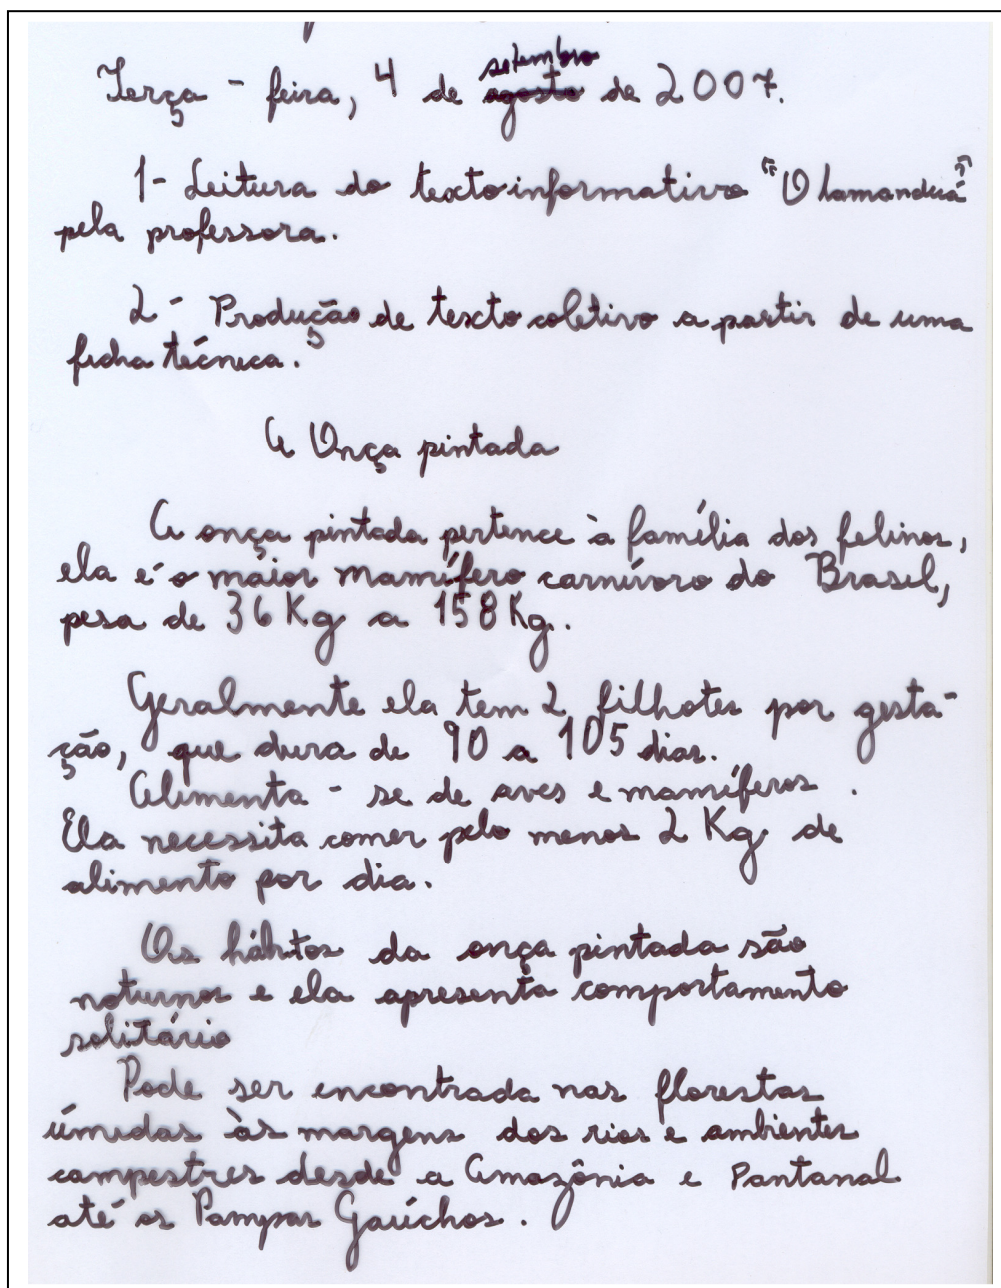 setembro
Terça - feira, 4 de agosto de 2007.
1- Leitura do texto informativo "O tamanduá"
pela professora.
2- Produção de texto coletivo a partir de uma
ficha técnica.
A Onça pintada
A onça pintada pertence à família dos felinos,
ela é o maior mamífero carnívoro do Brasil,
pesa de 36 Kg a 158 Kg.
Geralmente ela tem 2 filhotes por gesta-
ção, que dura de 90 a 105 dias.
Alimenta - se de aves e mamíferos.
Ela necessita comer pelo menos 2 Kg de
alimento por dia.
Os hábitos da onça pintada são
noturnos e ela apresenta comportamento
solitário
Pode ser encontrada nas florestas
úmidas às margens dos rios e ambientes
campestres desde a Amazônia e Pantanal
até os Pampas Gaúchos.